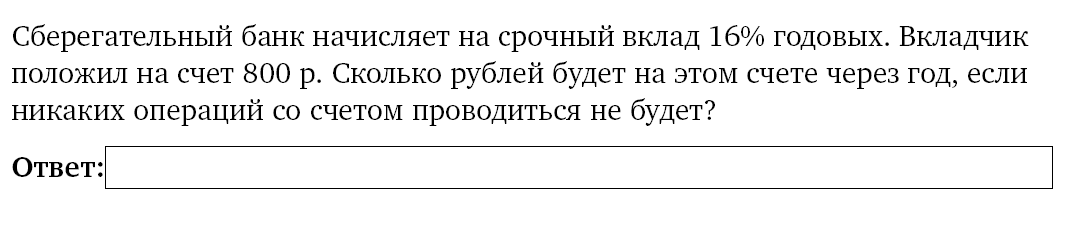 Сберегательный банк начисляет на срочный вклад 16% годовых. Вкладчик
положил на счет 800 р. Сколько рублей будет на этом счете через год, если
никаких операций со счетом проводиться не будет?
Ответ: